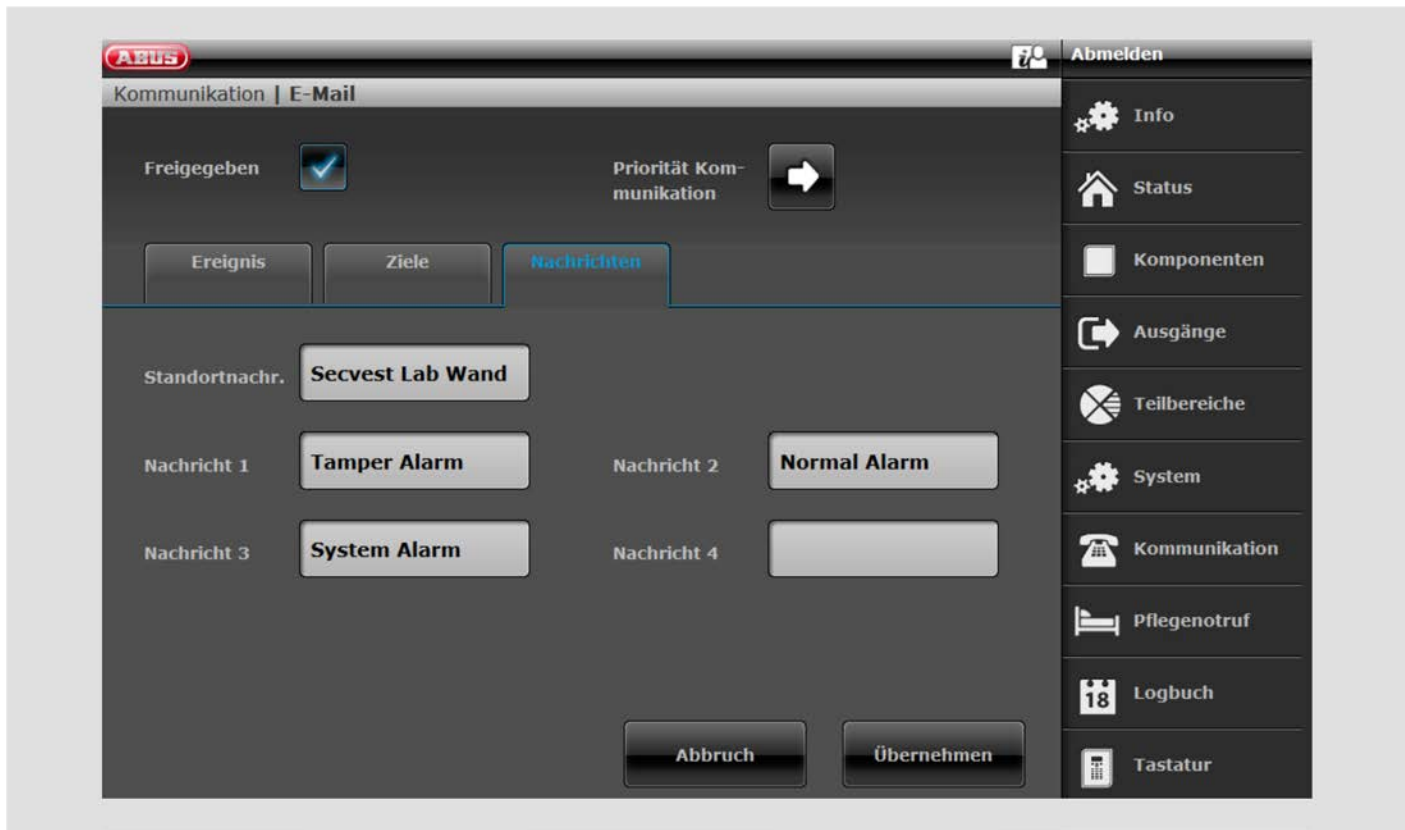 ABUS
Abmelden
Kommunikation | E-Mail
Info
Freigegeben
Priorität Kom-
munikation
Status
Ereignis
Ziele
Nachrichten
Komponenten
Ausgänge
Standortnachr.
Secvest Lab Wand
Teilbereiche
Nachricht 1
Tamper Alarm
Nachricht 2
Normal Alarm
System
Nachricht 3
System Alarm
Nachricht 4
Kommunikation
Pflegenotruf
18
Logbuch
Abbruch
Übernehmen
Tastatur